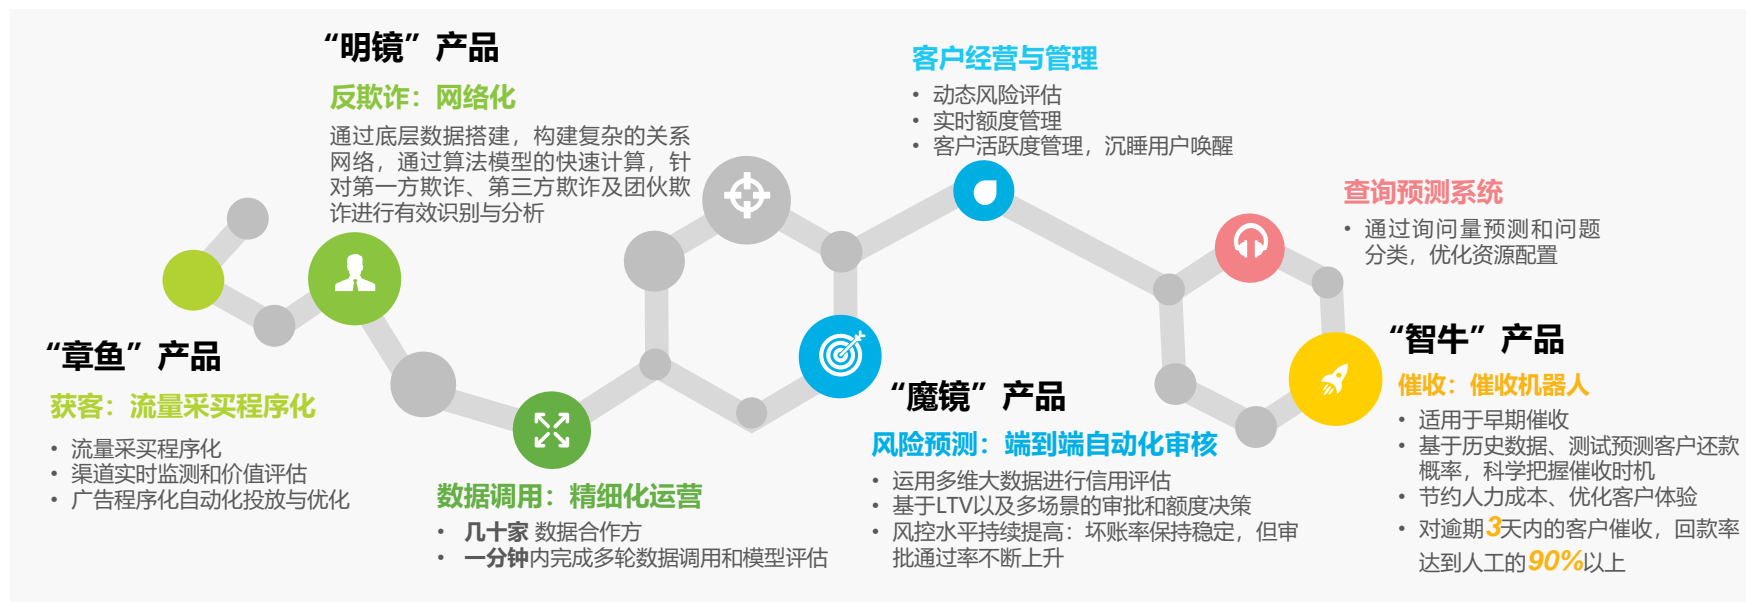 “明镜”产品
反欺诈：网络化
通过底层数据搭建，构建复杂的关系
网络，通过算法模型的快速计算，针
对第一方欺诈、第三方欺诈及团伙欺
诈进行有效识别与分析
客户经营与管理
• 动态风险评估
• 实时额度管理
• 客户活跃度管理，沉睡用户唤醒
查询预测系统
• 通过询问量预测和问题
分类，优化资源配置
“章鱼”产品
获客：流量采买程序化
• 流量采买程序化
• 渠道实时监测和价值评估
• 广告程序化自动化投放与优化
数据调用：精细化运营
• 几十家 数据合作方
• 一分钟内完成多轮数据调用和模型评估
“魔镜”产品
风险预测：端到端自动化审核
• 运用多维大数据进行信用评估
• 基于LTV以及多场景的审批和额度决策
• 风控水平持续提高：坏账率保持稳定，但审
批通过率不断上升
“智牛”产品
催收：催收机器人
• 适用于早期催收
• 基于历史数据、测试预测客户还款
概率，科学把握催收时机
• 节约人力成本、优化客户体验
• 对逾期3天内的客户催收，回款率
达到人工的90%以上